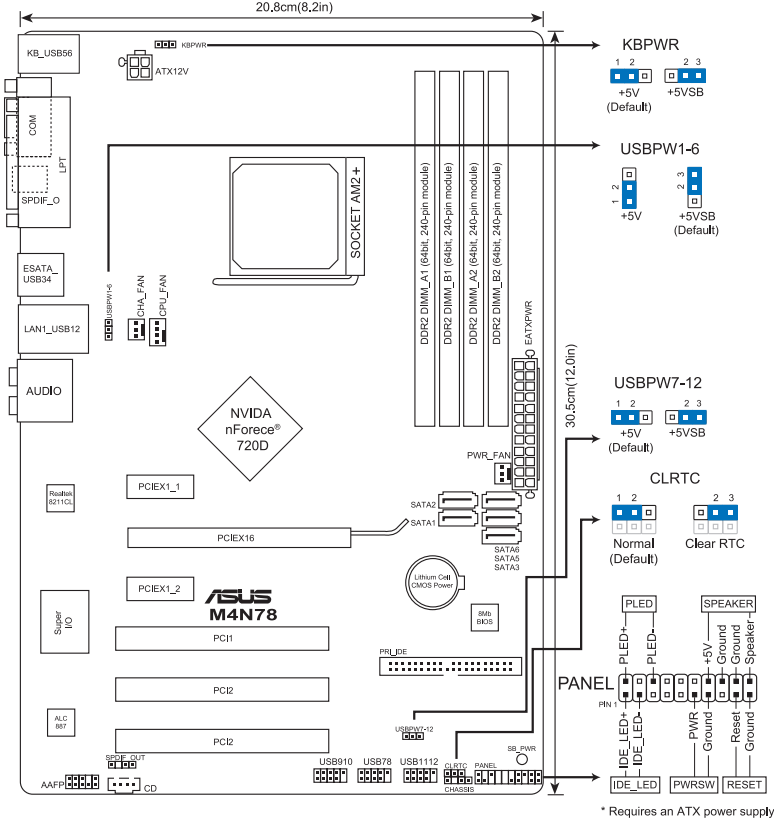 20.8cm(8.2in)
KB_USB56
KBPWR
ATX12V
KBPWR
1 2
2 3
+5V
(Default)
+5VSB
COM
LPT
SPDIF_O
SOCKET AM2+
DDR2 DIMM_A1 (64bit, 240-pin module)
DDR2 DIMM_B1 (64bit, 240-pin module)
DDR2 DIMM_A2 (64bit, 240-pin module)
DDR2 DIMM_B2 (64bit, 240-pin module)
USBPW1-6
1 2
2 3
+5V
+5VSB
(Default)
ESATA_
USB34
USBPW1-6
CHA_FAN
CPU_FAN
LAN1_USB12
EATXPWR
30.5cm(12.0in)
AUDIO
NVIDA
nForece®
720D
USBPW7-12
1 2
2 3
+5V
(Default)
+5VSB
PWR_FAN
CLRTC
1 2
2 3
Normal
(Default)
Clear RTC
Realtek
8211CL
PCIEX1_1
SATA2
SATA1
PCIEX16
SATA6
SATA5
SATA3
PCIEX1_2
ASUS
M4N78
Lithium Cell
CMOS Power
Super
I/O
8Mb
BIOS
PCI1
PRI_IDE
PCI2
ALC
887
PCI2
USBPW7-12
SPDIF_OUT
AAFP
CD
USB910
USB78
USB1112
CLRTC
CHASSIS
PANEL
SB_PWR
PLED
SPEAKER
PLED+
PLED-
+5V
Ground
Ground
Speaker-
PANEL
PIN 1
IDE_LED+
IDE_LED-
PWR
Ground
Reset
Ground
IDE_LED
PWRSW
RESET
* Requires an ATX power supply